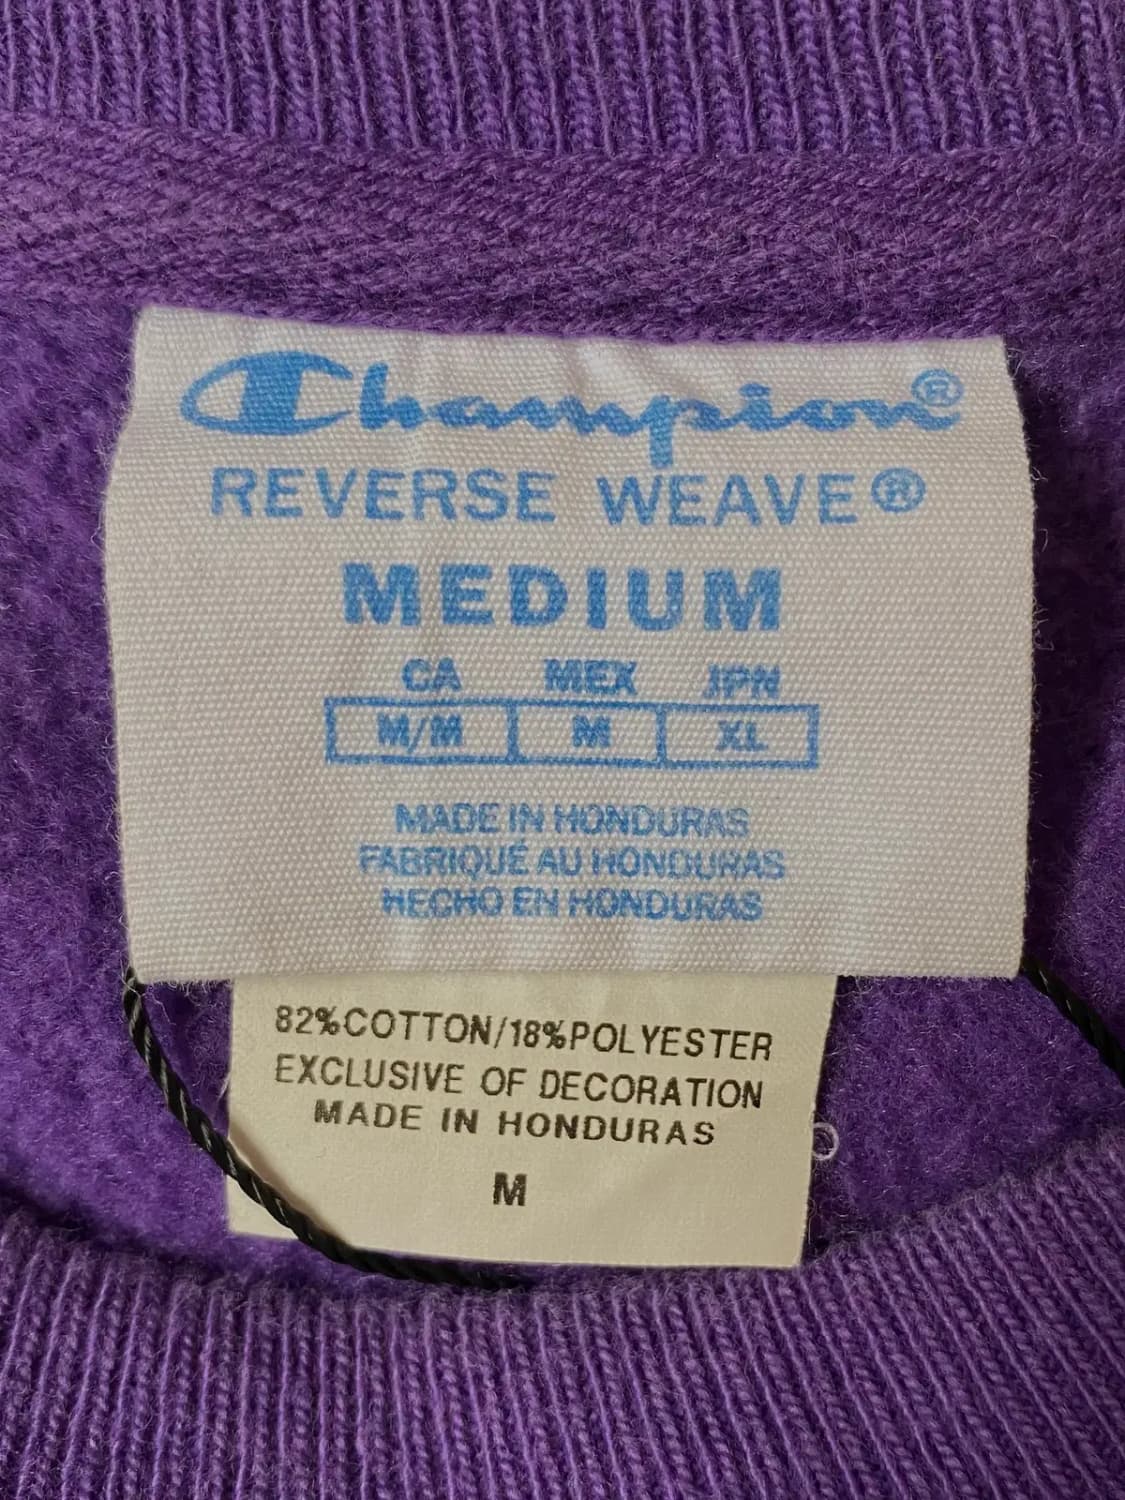 Champion®
REVERSE WEAVE®
MEDIUM
CA MEX JPN
M/M M XL
MADE IN HONDURAS
FABRIQUÉ AU HONDURAS
HECHO EN HONDURAS
82%COTTON/18%POLYESTER
EXCLUSIVE OF DECORATION
MADE IN HONDURAS
M